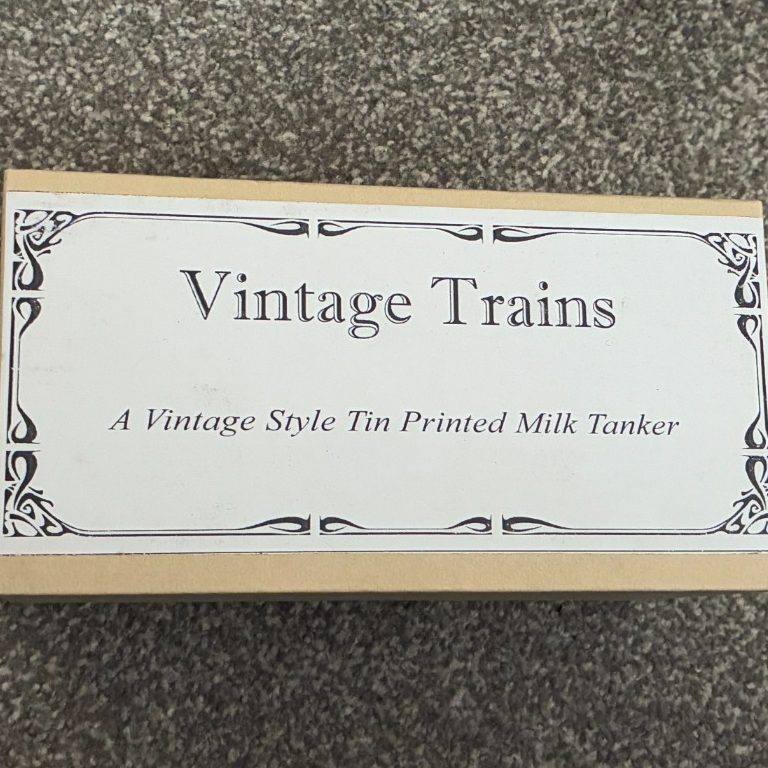 Vintage Trains
A Vintage Style Tin Printed Milk Tanker